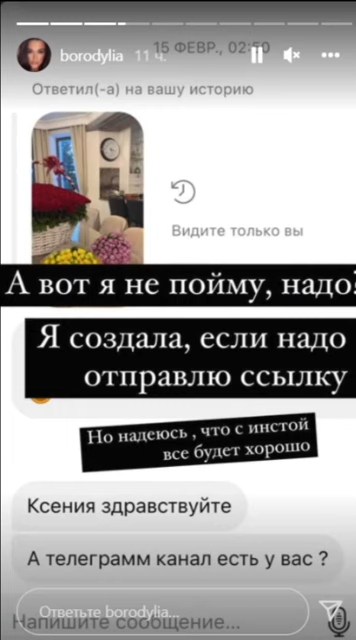 borodylia 11 ч.
15 ФЕВР., 02:50
Ответил(-а) на вашу историю
Видите только вы
А вот я не пойму, надо?
Я создала, если надо
отправлю ссылку
Но надеюсь , что с инстой
все будет хорошо
Ксения здравствуйте
А телеграмм канал есть у вас ?
Ответьте borodylia...
Напишите сообщение...